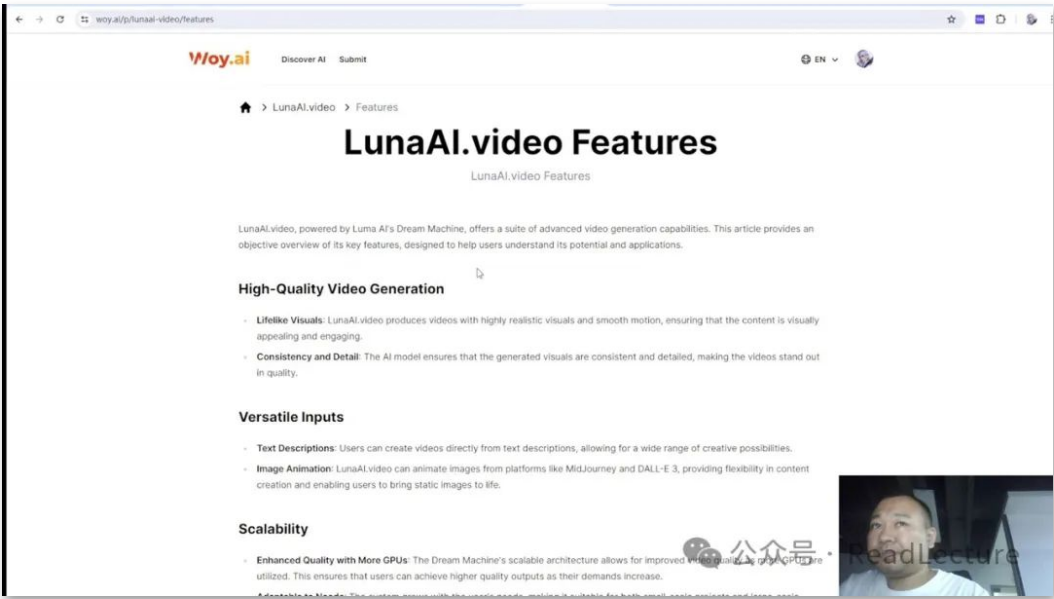 woy.ai/p/lunaai-video/features
Woy.ai
Discover AI
Submit
EN
LunaAI.video > Features
LunaAI.video Features
LunaAI.video Features
LunaAI.video, powered by Luma AI's Dream Machine, offers a suite of advanced video generation capabilities. This article provides an
objective overview of its key features, designed to help users understand its potential and applications.
High-Quality Video Generation
Lifelike Visuals: LunaAI.video produces videos with highly realistic visuals and smooth motion, ensuring that the content is visually
appealing and engaging.
Consistency and Detail: The AI model ensures that the generated visuals are consistent and detailed, making the videos stand out
in quality.
Versatile Inputs
Text Descriptions: Users can create videos directly from text descriptions, allowing for a wide range of creative possibilities.
Image Animation: LunaAI.video can animate images from platforms like MidJourney and DALL-E 3, providing flexibility in content
creation and enabling users to bring static images to life.
Scalability
Enhanced Quality with More GPUs: The Dream Machine's scalable architecture allows for improved video quality as more GPUs are
utilized. This ensures that users can achieve higher quality outputs as their demands increase.
公众号 · ReadLecture